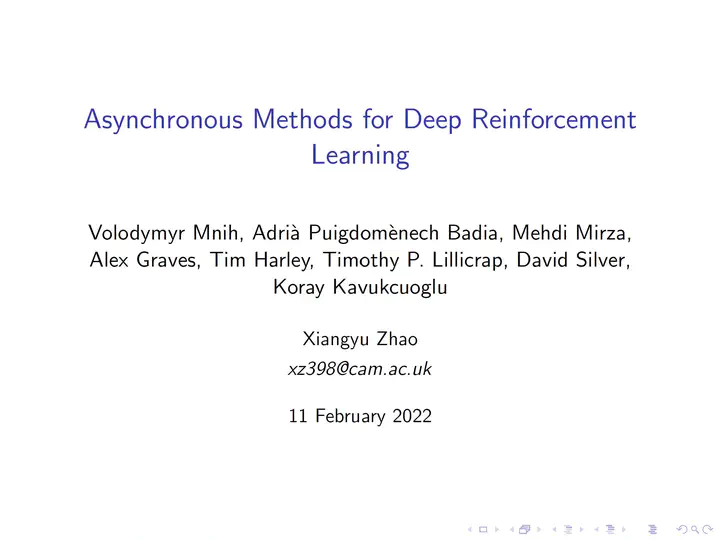 Asynchronous Methods for Deep Reinforcement
Learning
Volodymyr Mnih, Adrià Puigdomènech Badia, Mehdi Mirza,
Alex Graves, Tim Harley, Timothy P. Lillicrap, David Silver,
Koray Kavukcuoglu
Xiangyu Zhao
xz398@cam.ac.uk
11 February 2022